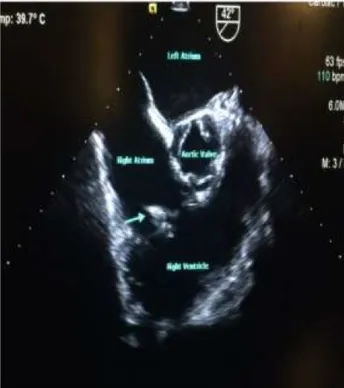 mp: 39.7° C
42°
Left Atrium
63 fps
110 bpm
6.0M
Right Atrium
Aortic Valve
M: 3 /
Right Ventricle